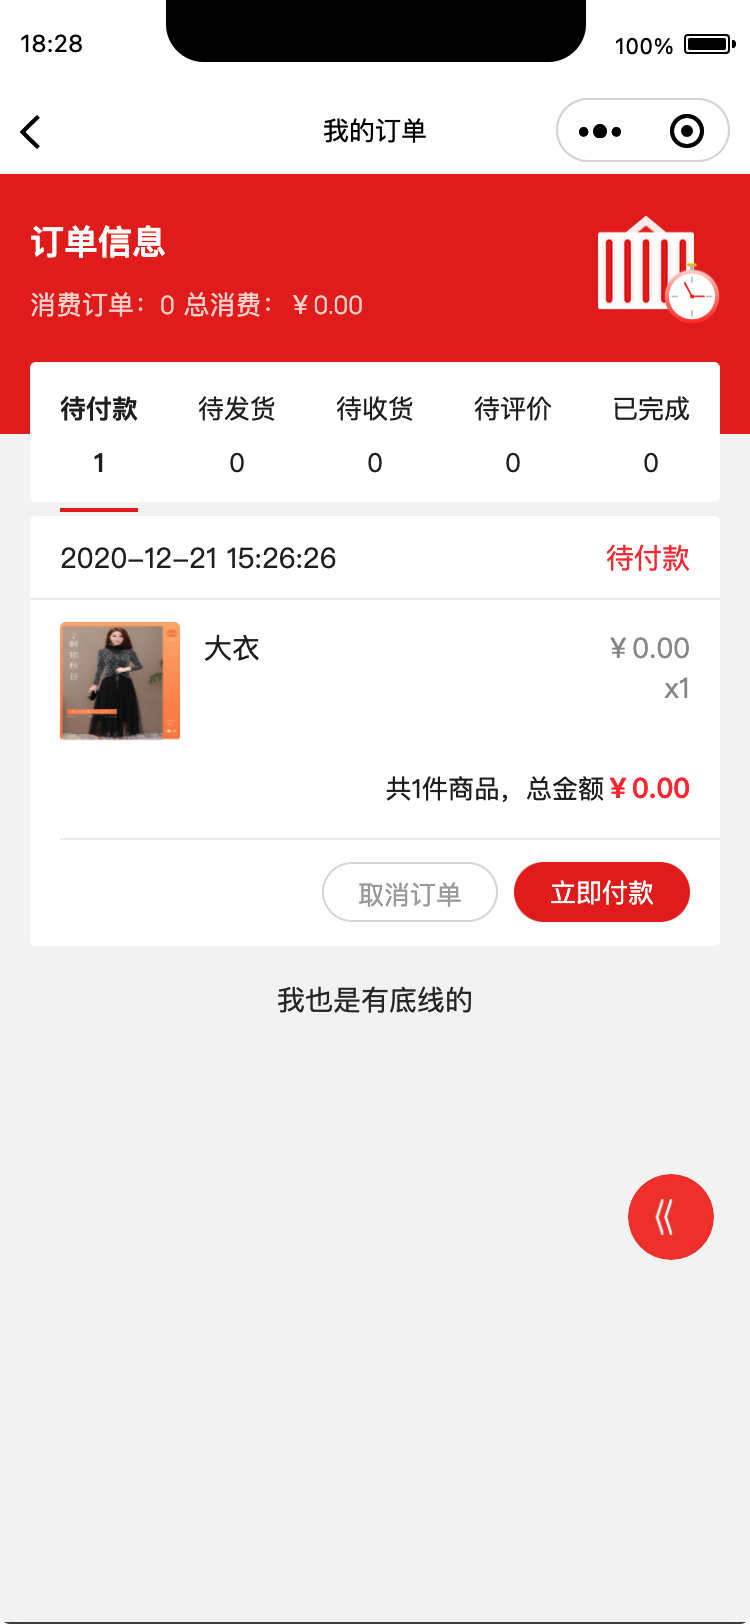 18:28
100%
我的订单
订单信息
消费订单：0 总消费：￥0.00
待付款 待发货 待收货 待评价 已完成
1 0 0 0 0
2020-12-21 15:26:26 待付款
大衣 ￥0.00
x1
共1件商品，总金额￥0.00
取消订单 立即付款
我也是有底线的